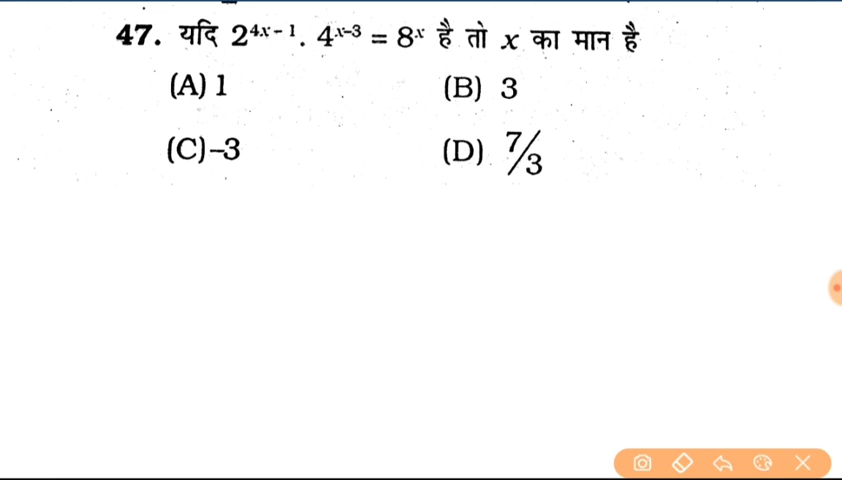 47. यदि 2^{4x-1} . 4^{x-3} = 8^x है तो x का मान है
(A) 1 (B) 3
(C) -3 (D) 7/3